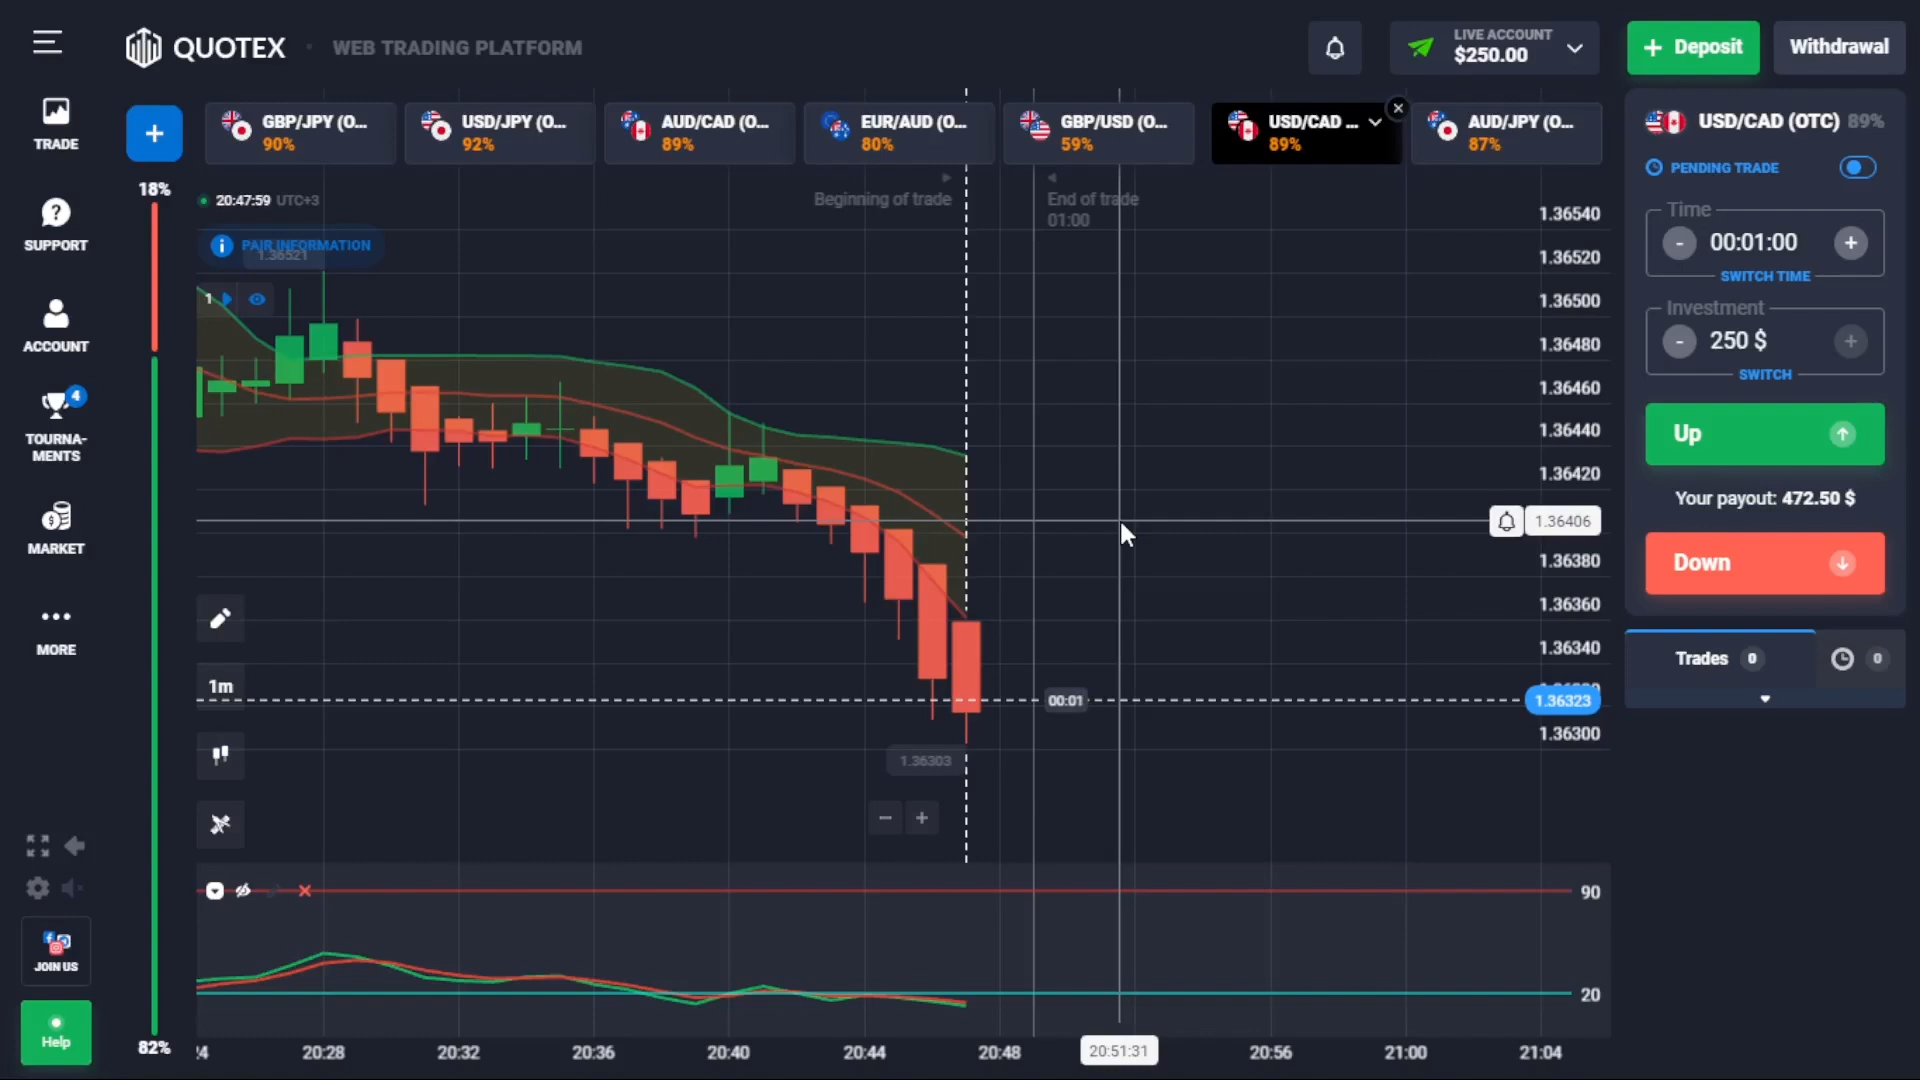 QUOTEX
WEB TRADING PLATFORM
LIVE ACCOUNT
$250.00
+ Deposit
Withdrawal
TRADE
SUPPORT
ACCOUNT
4
TOURNA-
MENTS
MARKET
MORE
JOIN US
Help
+
GBP/JPY (O...
90%
USD/JPY (O...
92%
AUD/CAD (O...
89%
EUR/AUD (O...
80%
GBP/USD (O...
59%
USD/CAD ...
89%
AUD/JPY (O...
87%
18%
82%
20:47:59 UTC+3
PAIR INFORMATION
1.36521
1
Beginning of trade
End of trade
01:00
1.36540
1.36520
1.36500
1.36480
1.36460
1.36440
1.36420
1.36406
1.36380
1.36360
1.36340
1.36323
1.36300
00:01
1.36303
1m
90
20
:4
20:28
20:32
20:36
20:40
20:44
20:48
20:51:31
20:56
21:00
21:04
USD/CAD (OTC) 89%
PENDING TRADE
Time
- 00:01:00 +
SWITCH TIME
Investment
- 250 $ +
SWITCH
Up
Your payout: 472.50 $
Down
Trades 0
0